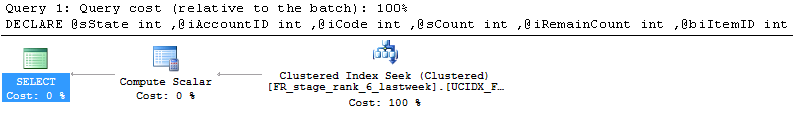 Query 1: Query cost (relative to the batch): 100%
DECLARE @sState int ,@iAccountID int ,@iCode int ,@sCount int ,@iRemainCount int ,@biItemID int
SELECT
Cost: 0 %
Compute Scalar
Cost: 0 %
Clustered Index Seek (Clustered)
[FR_stage_rank_6_lastweek].[UCIDX_F…
Cost: 100 %